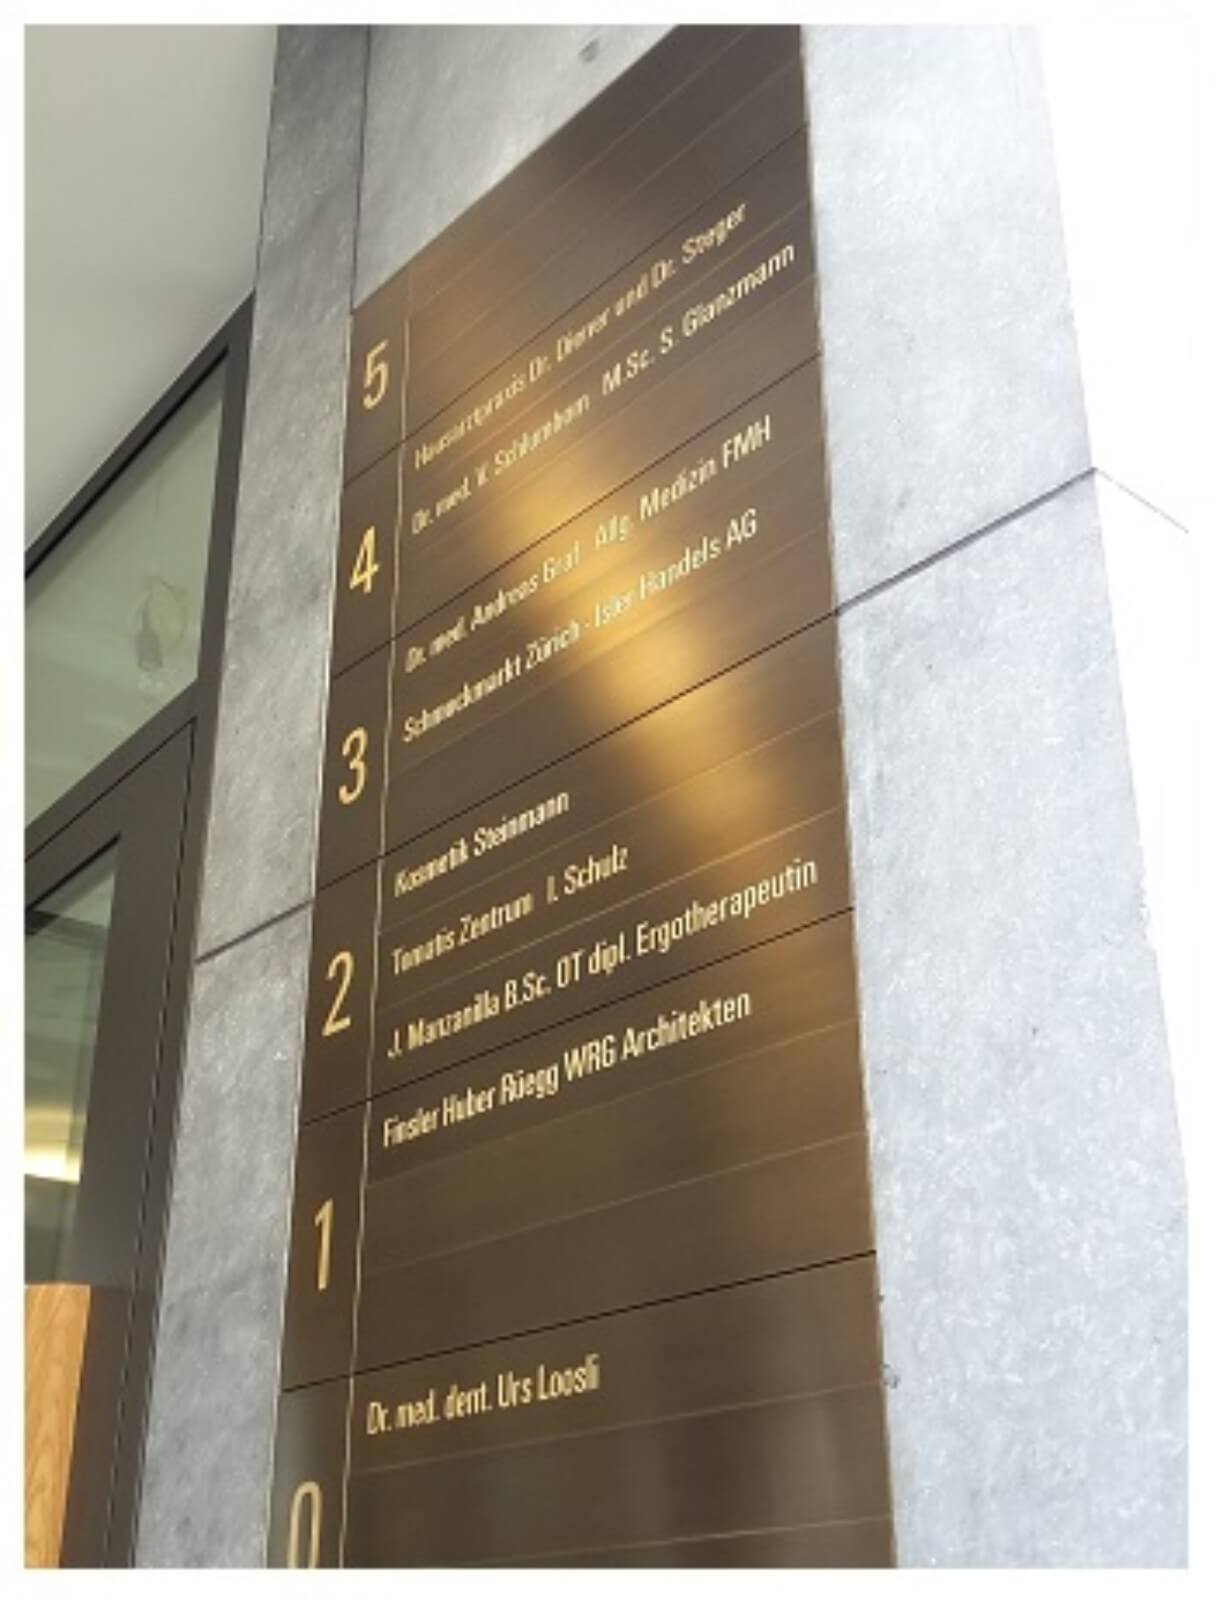 5
Hausarztpraxis Dr. Diener und Dr. Steger
Dr. med. V. M.Sc. S. Glanzmann
4
Dr. med. Andreas Graf Allg. Medizin FMH
Schmuckmarkt Zürich - Isler Handels AG
3
Kosmetik Steinmann
Tomatis Zentrum I. Schulz
J. Manzanilla B.Sc. OT dipl. Ergotherapeutin
2
Finsler Huber Rüegg WRG Architekten
1
Dr. med. dent. Urs Loosli
0